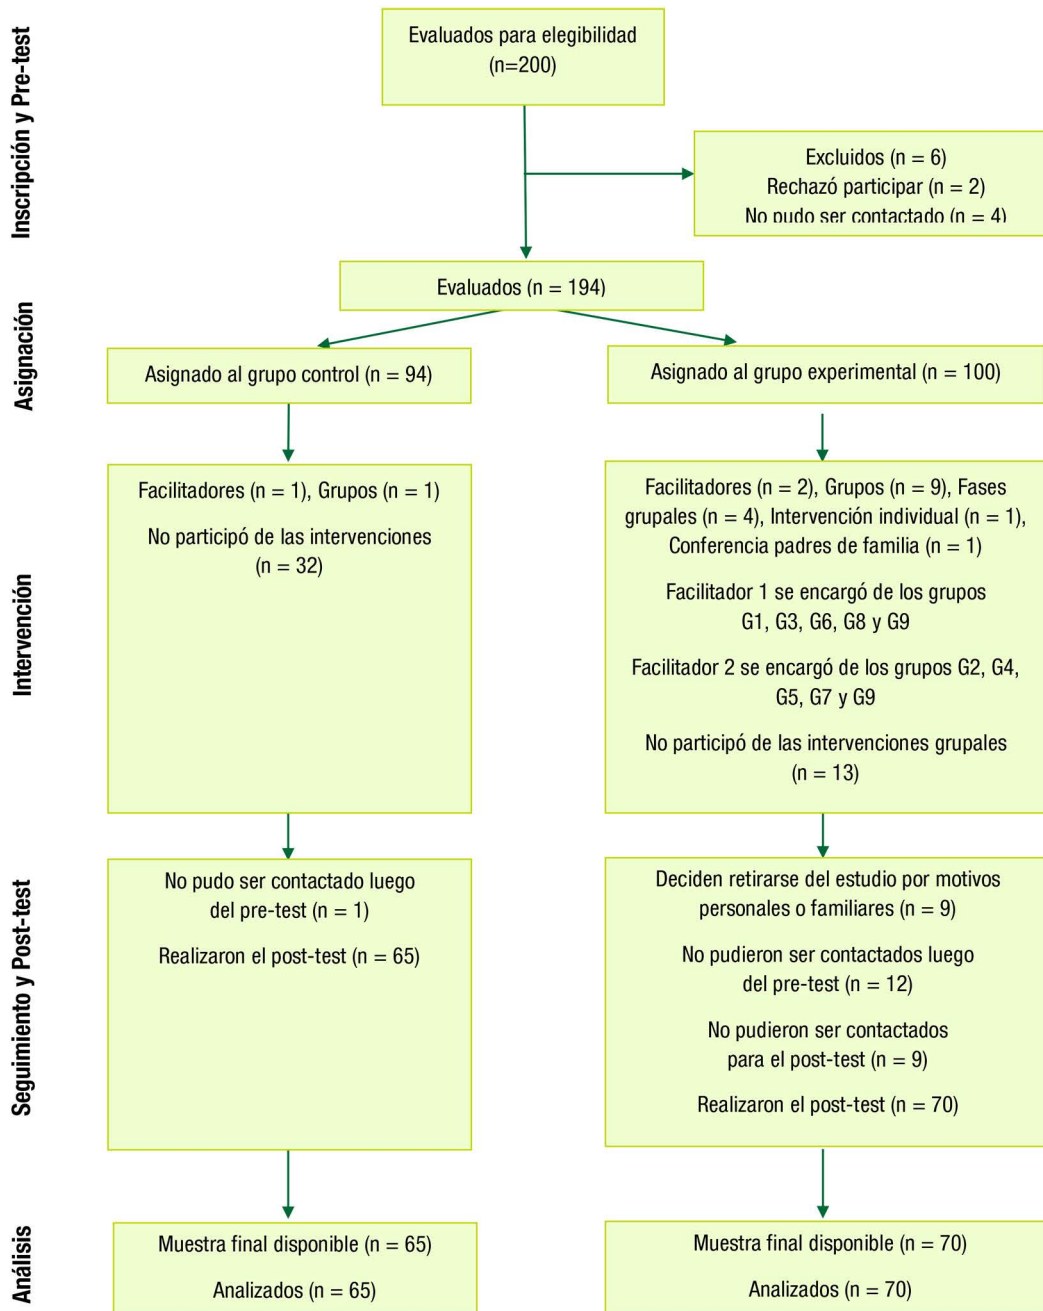 Inscripción y Pre-test
Evaluados para elegibilidad
(n=200)
Excluidos (n = 6)
Rechazó participar (n = 2)
No pudo ser contactado (n = 4)
Evaluados (n = 194)
Asignación
Asignado al grupo control (n = 94)
Asignado al grupo experimental (n = 100)
Intervención
Facilitadores (n = 1), Grupos (n = 1)
No participó de las intervenciones
(n = 32)
Facilitadores (n = 2), Grupos (n = 9), Fases
grupales (n = 4), Intervención individual (n = 1),
Conferencia padres de familia (n = 1)
Facilitador 1 se encargó de los grupos
G1, G3, G6, G8 y G9
Facilitador 2 se encargó de los grupos G2, G4,
G5, G7 y G9
No participó de las intervenciones grupales
(n = 13)
Seguimiento y Post-test
No pudo ser contactado luego
del pre-test (n = 1)
Realizaron el post-test (n = 65)
Deciden retirarse del estudio por motivos
personales o familiares (n = 9)
No pudieron ser contactados luego
del pre-test (n = 12)
No pudieron ser contactados
para el post-test (n = 9)
Realizaron el post-test (n = 70)
Análisis
Muestra final disponible (n = 65)
Analizados (n = 65)
Muestra final disponible (n = 70)
Analizados (n = 70)